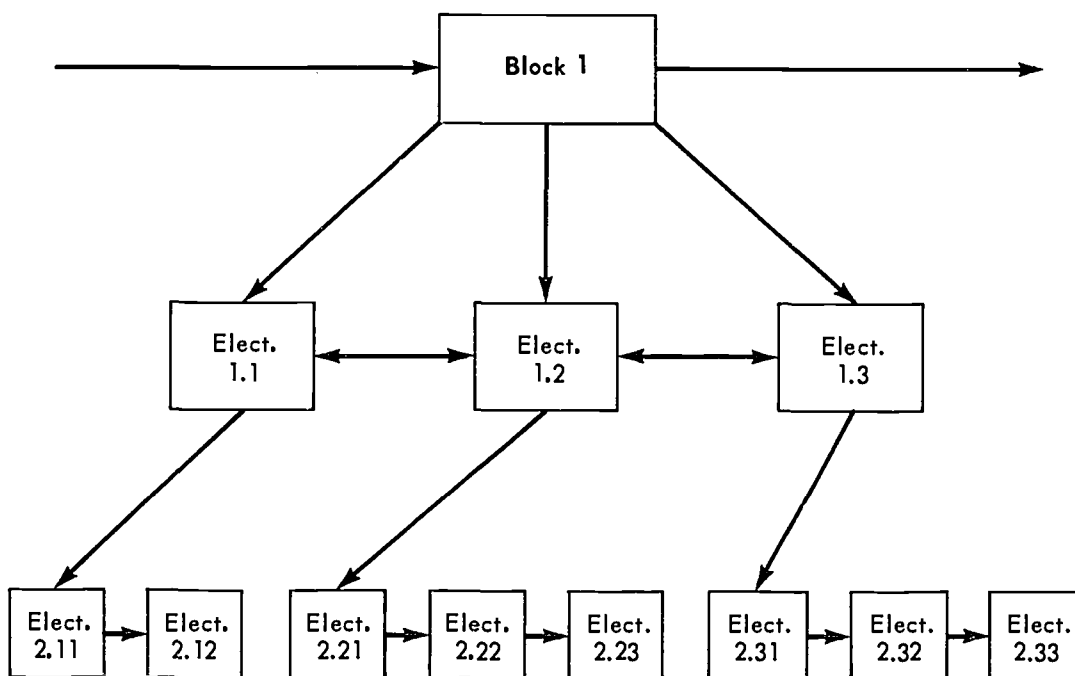 Block 1
Elect.
1.1
Elect.
1.2
Elect.
1.3
Elect.
2.11
Elect.
2.12
Elect.
2.21
Elect.
2.22
Elect.
2.23
Elect.
2.31
Elect.
2.32
Elect.
2.33